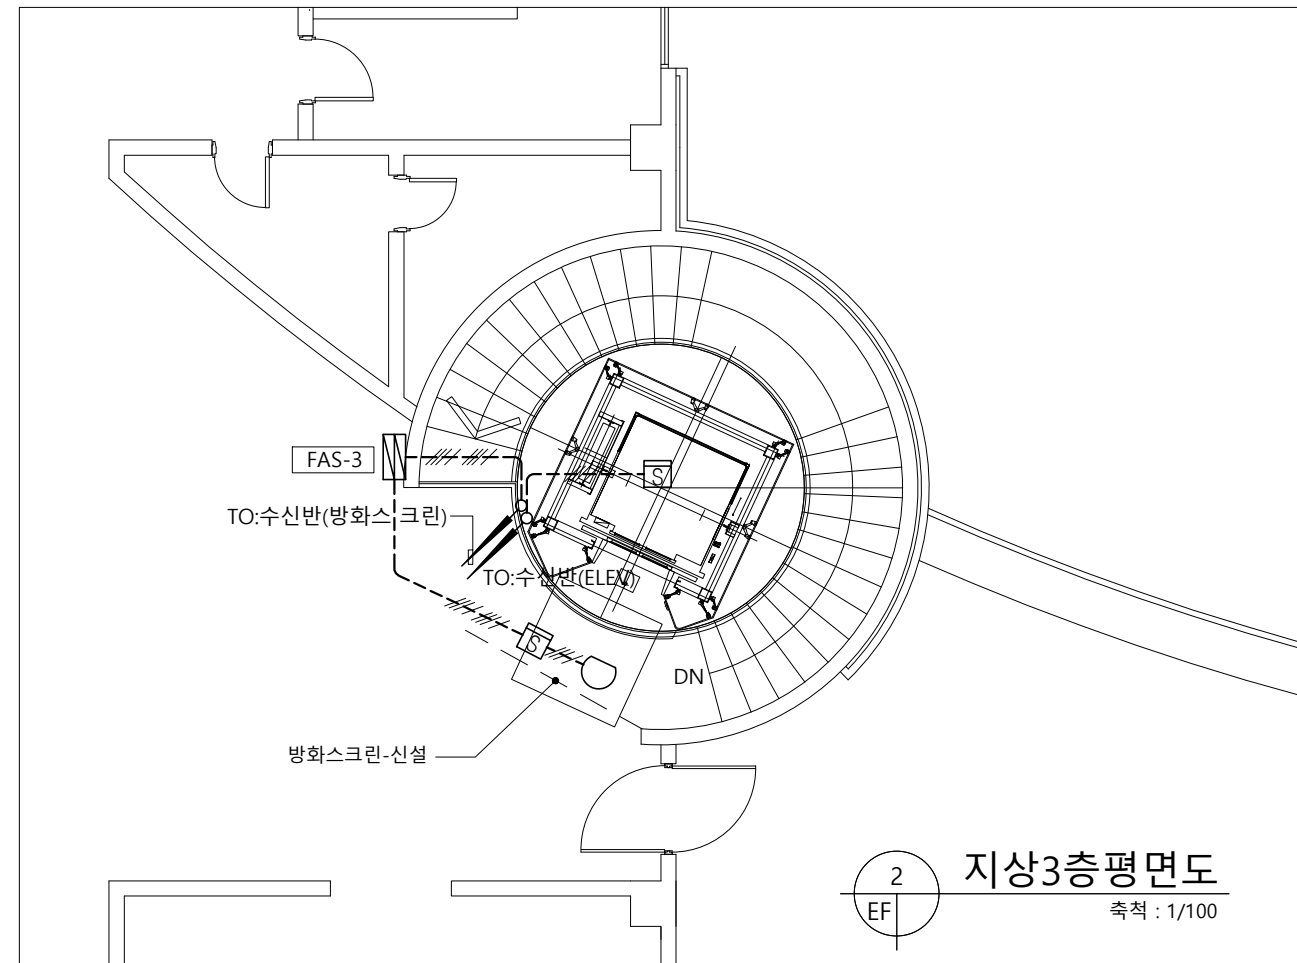 FAS-3
S
TO:수신반(방화스크린)
TO:수신반(ELEV)
S
DN
방화스크린-신설
2
EF
지상3층평면도
축척 : 1/100